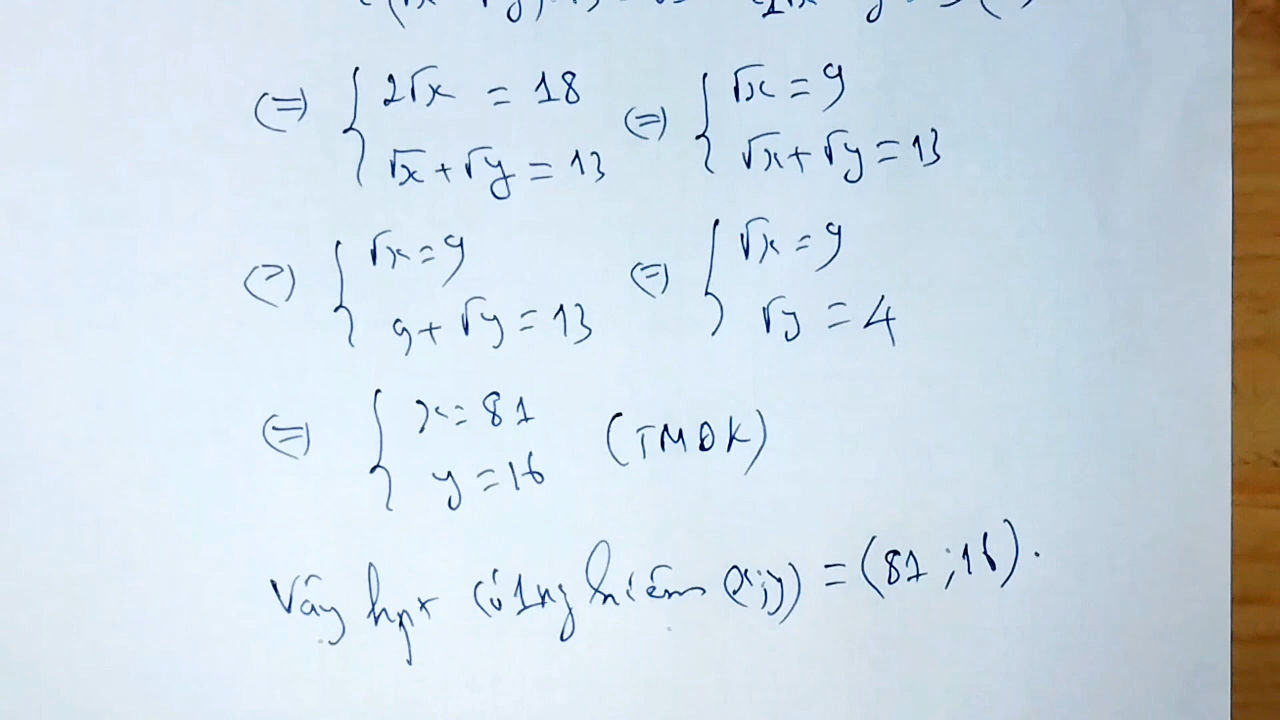 (=) { 2√x = 18 (=) { √x = 9
√x + √y = 13 √x + √y = 13
(=) { √x = 9 (=) { √x = 9
9 + √y = 13 √y = 4
(=) { x = 81 (TMĐK)
y = 16
Vậy hpt có 1 nghiệm (x;y) = (81 ; 16).